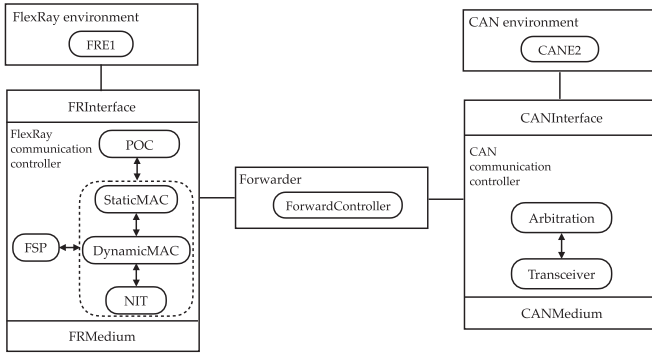 FlexRay environment
FRE1
FRInterface
FlexRay
communication
controller
POC
StaticMAC
FSP
DynamicMAC
NIT
FRMedium
Forwarder
ForwardController
CAN environment
CANE2
CANInterface
CAN
communication
controller
Arbitration
Transceiver
CANMedium